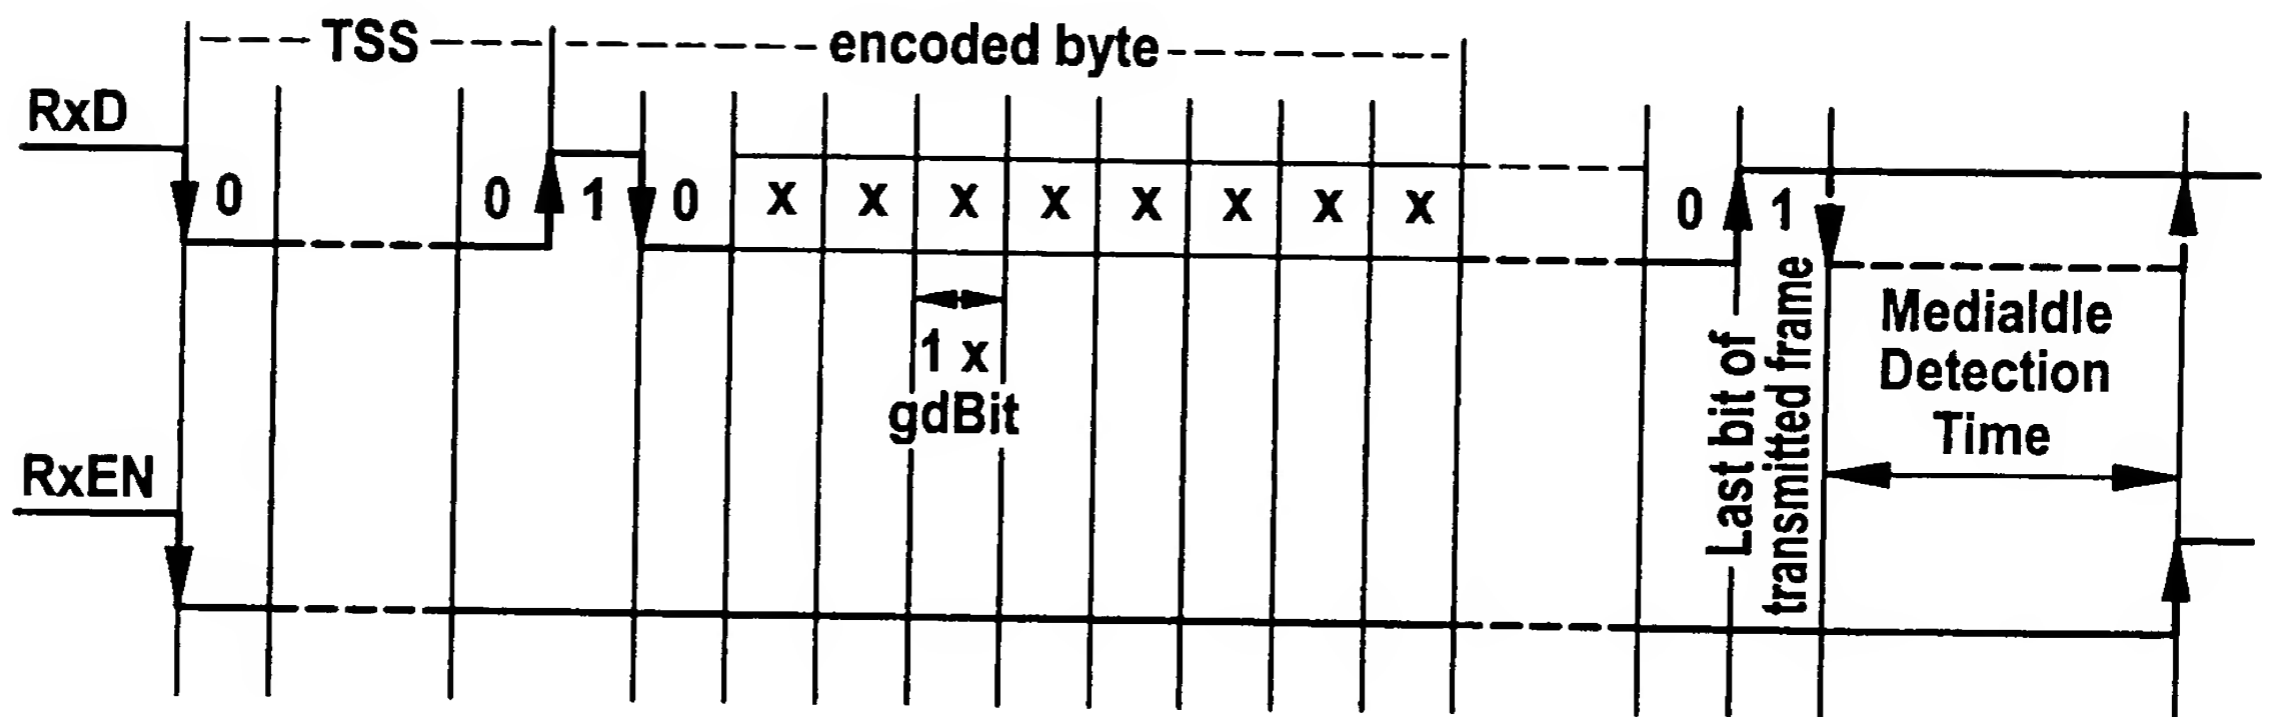 TSS
encoded byte
RxD
0 0 1 0 x x x x x x x x 0 1
1 x
gdBit
Last bit of
transmitted frame
MediaIdle
Detection
Time
RxEN